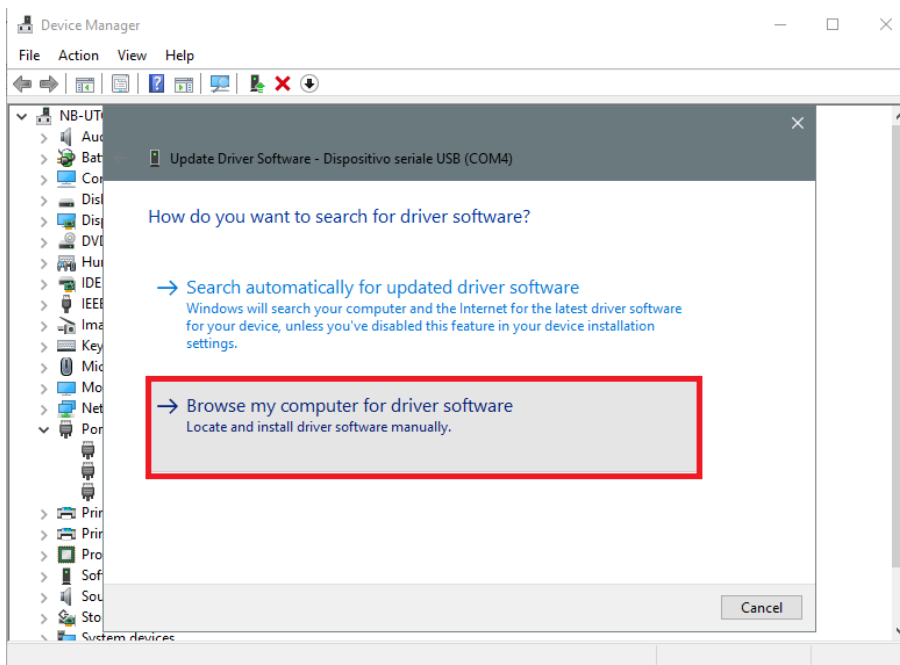 Device Manager
File Action View Help
NB-UT
Update Driver Software - Dispositivo seriale USB (COM4)
How do you want to search for driver software?
Search automatically for updated driver software
Windows will search your computer and the Internet for the latest driver software
for your device, unless you've disabled this feature in your device installation
settings.
Browse my computer for driver software
Locate and install driver software manually.
Cancel
Aud
Bat
Cor
Disk
Disp
DVD
Hum
IDE
IEEE
Ima
Key
Mic
Mo
Net
Por
Prin
Prin
Pro
Sof
Sou
Sto
System devices